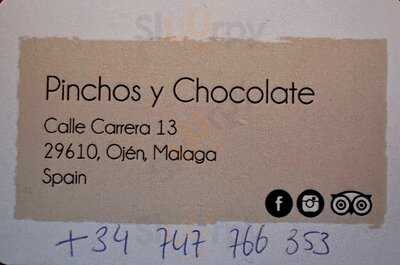 Pinchos y Chocolate
Calle Carrera 13
29610, Ojén, Malaga
Spain
+34 747 766 353